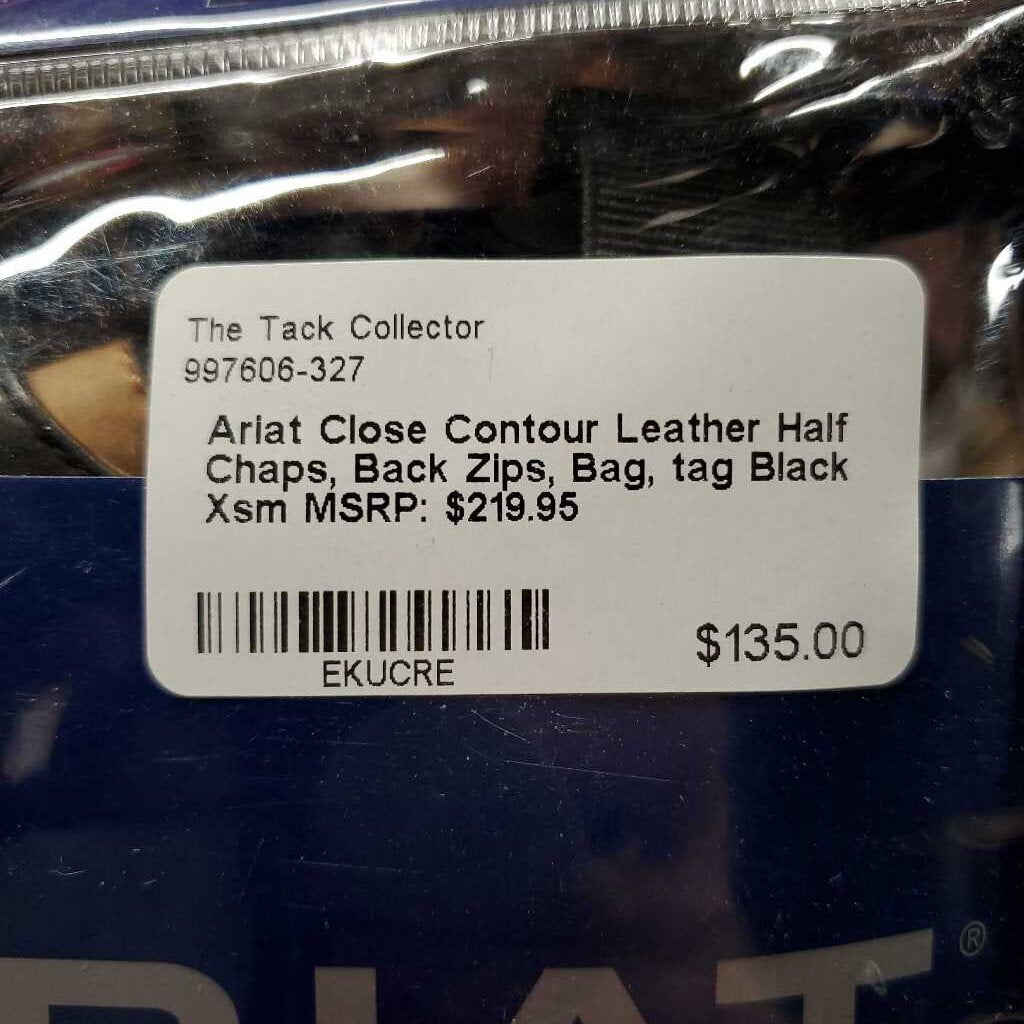 The Tack Collector
997606-327
Ariat Close Contour Leather Half
Chaps, Back Zips, Bag, tag Black
Xsm MSRP: $219.95
EKUCRE
$135.00
RIAT®